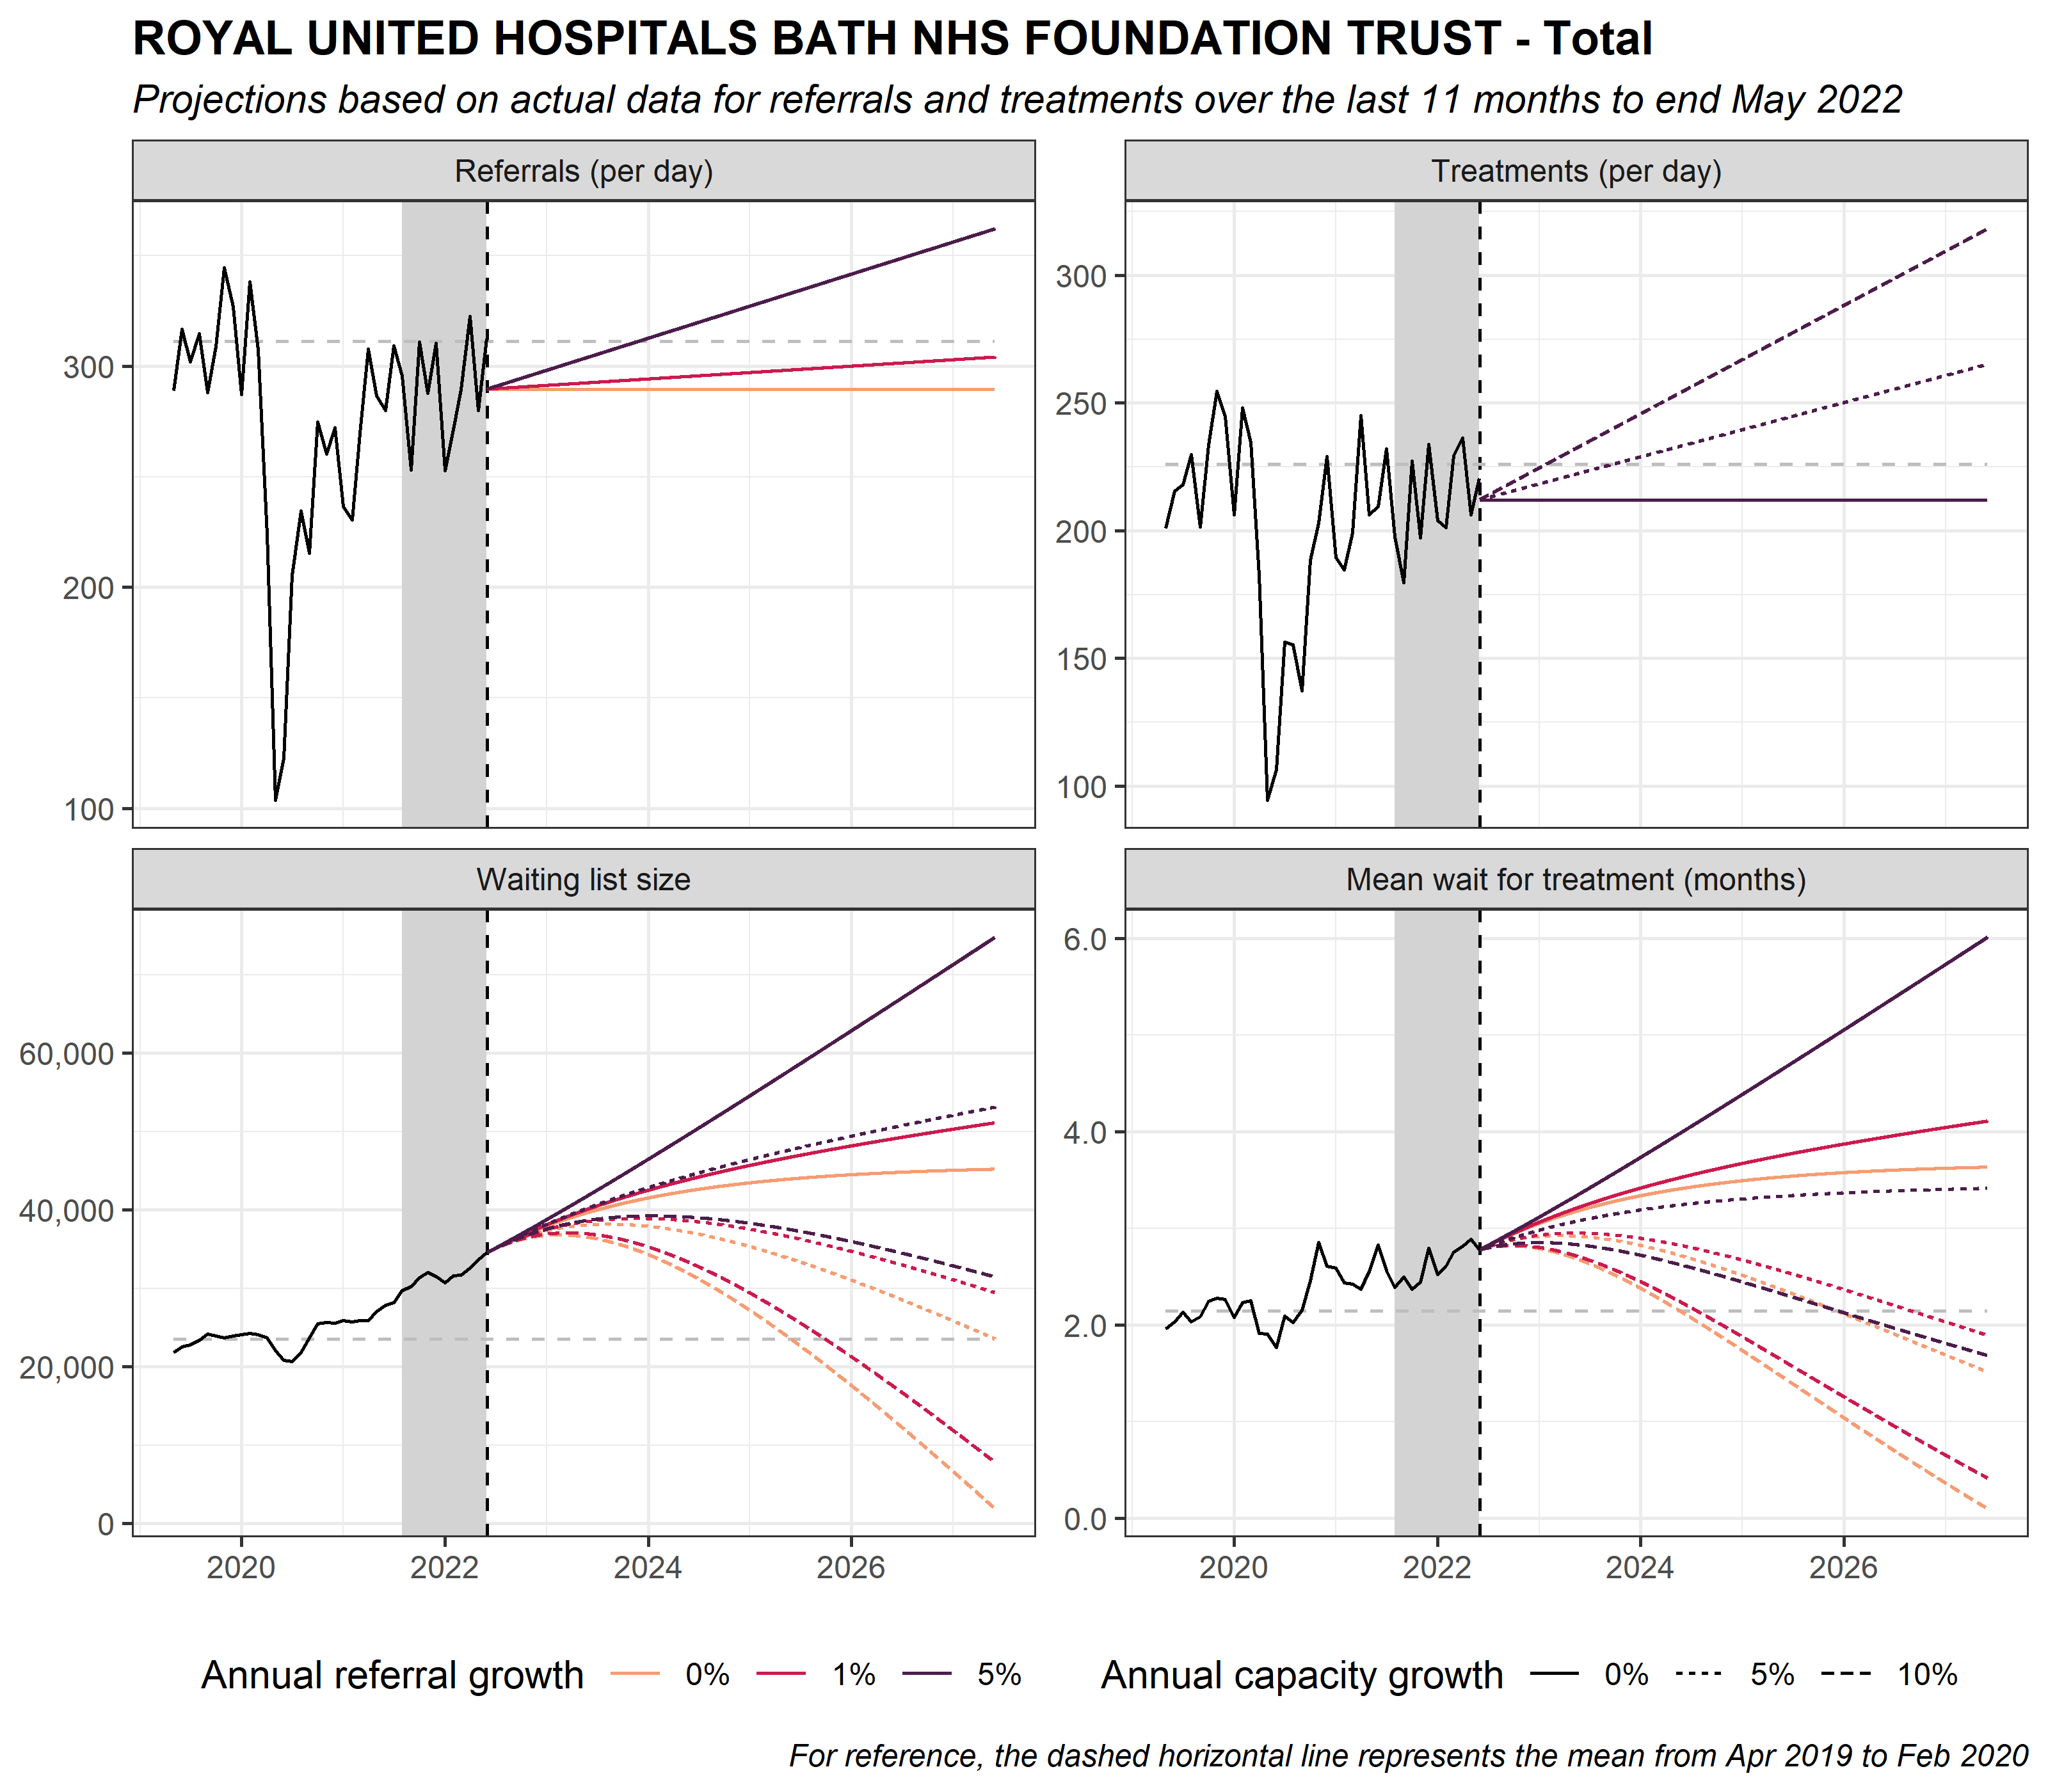 ROYAL UNITED HOSPITALS BATH NHS FOUNDATION TRUST - Total
Projections based on actual data for referrals and treatments over the last 11 months to end May 2022
Referrals (per day)
300
200
100
Treatments (per day)
300
250
200
150
100
Waiting list size
60,000
40,000
20,000
0
2020 2022 2024 2026
Mean wait for treatment (months)
6.0
4.0
2.0
0.0
2020 2022 2024 2026
Annual referral growth 0% 1% 5%
Annual capacity growth 0% 5% 10%
For reference, the dashed horizontal line represents the mean from Apr 2019 to Feb 2020